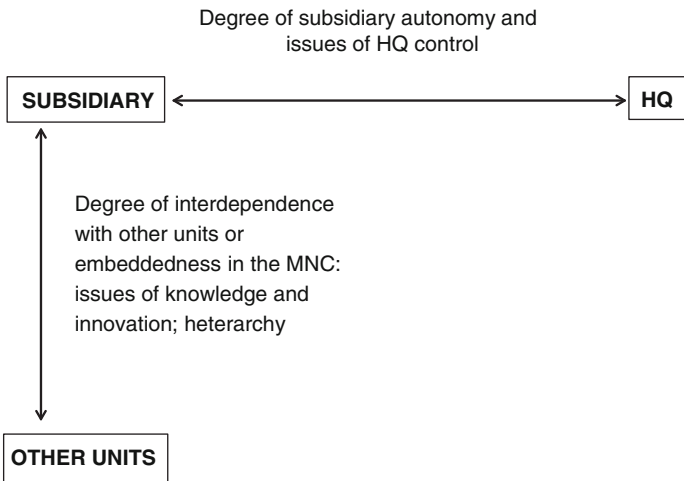 Degree of subsidiary autonomy and
issues of HQ control
SUBSIDIARY
HQ
Degree of interdependence
with other units or
embeddedness in the MNC:
issues of knowledge and
innovation; heterarchy
OTHER UNITS